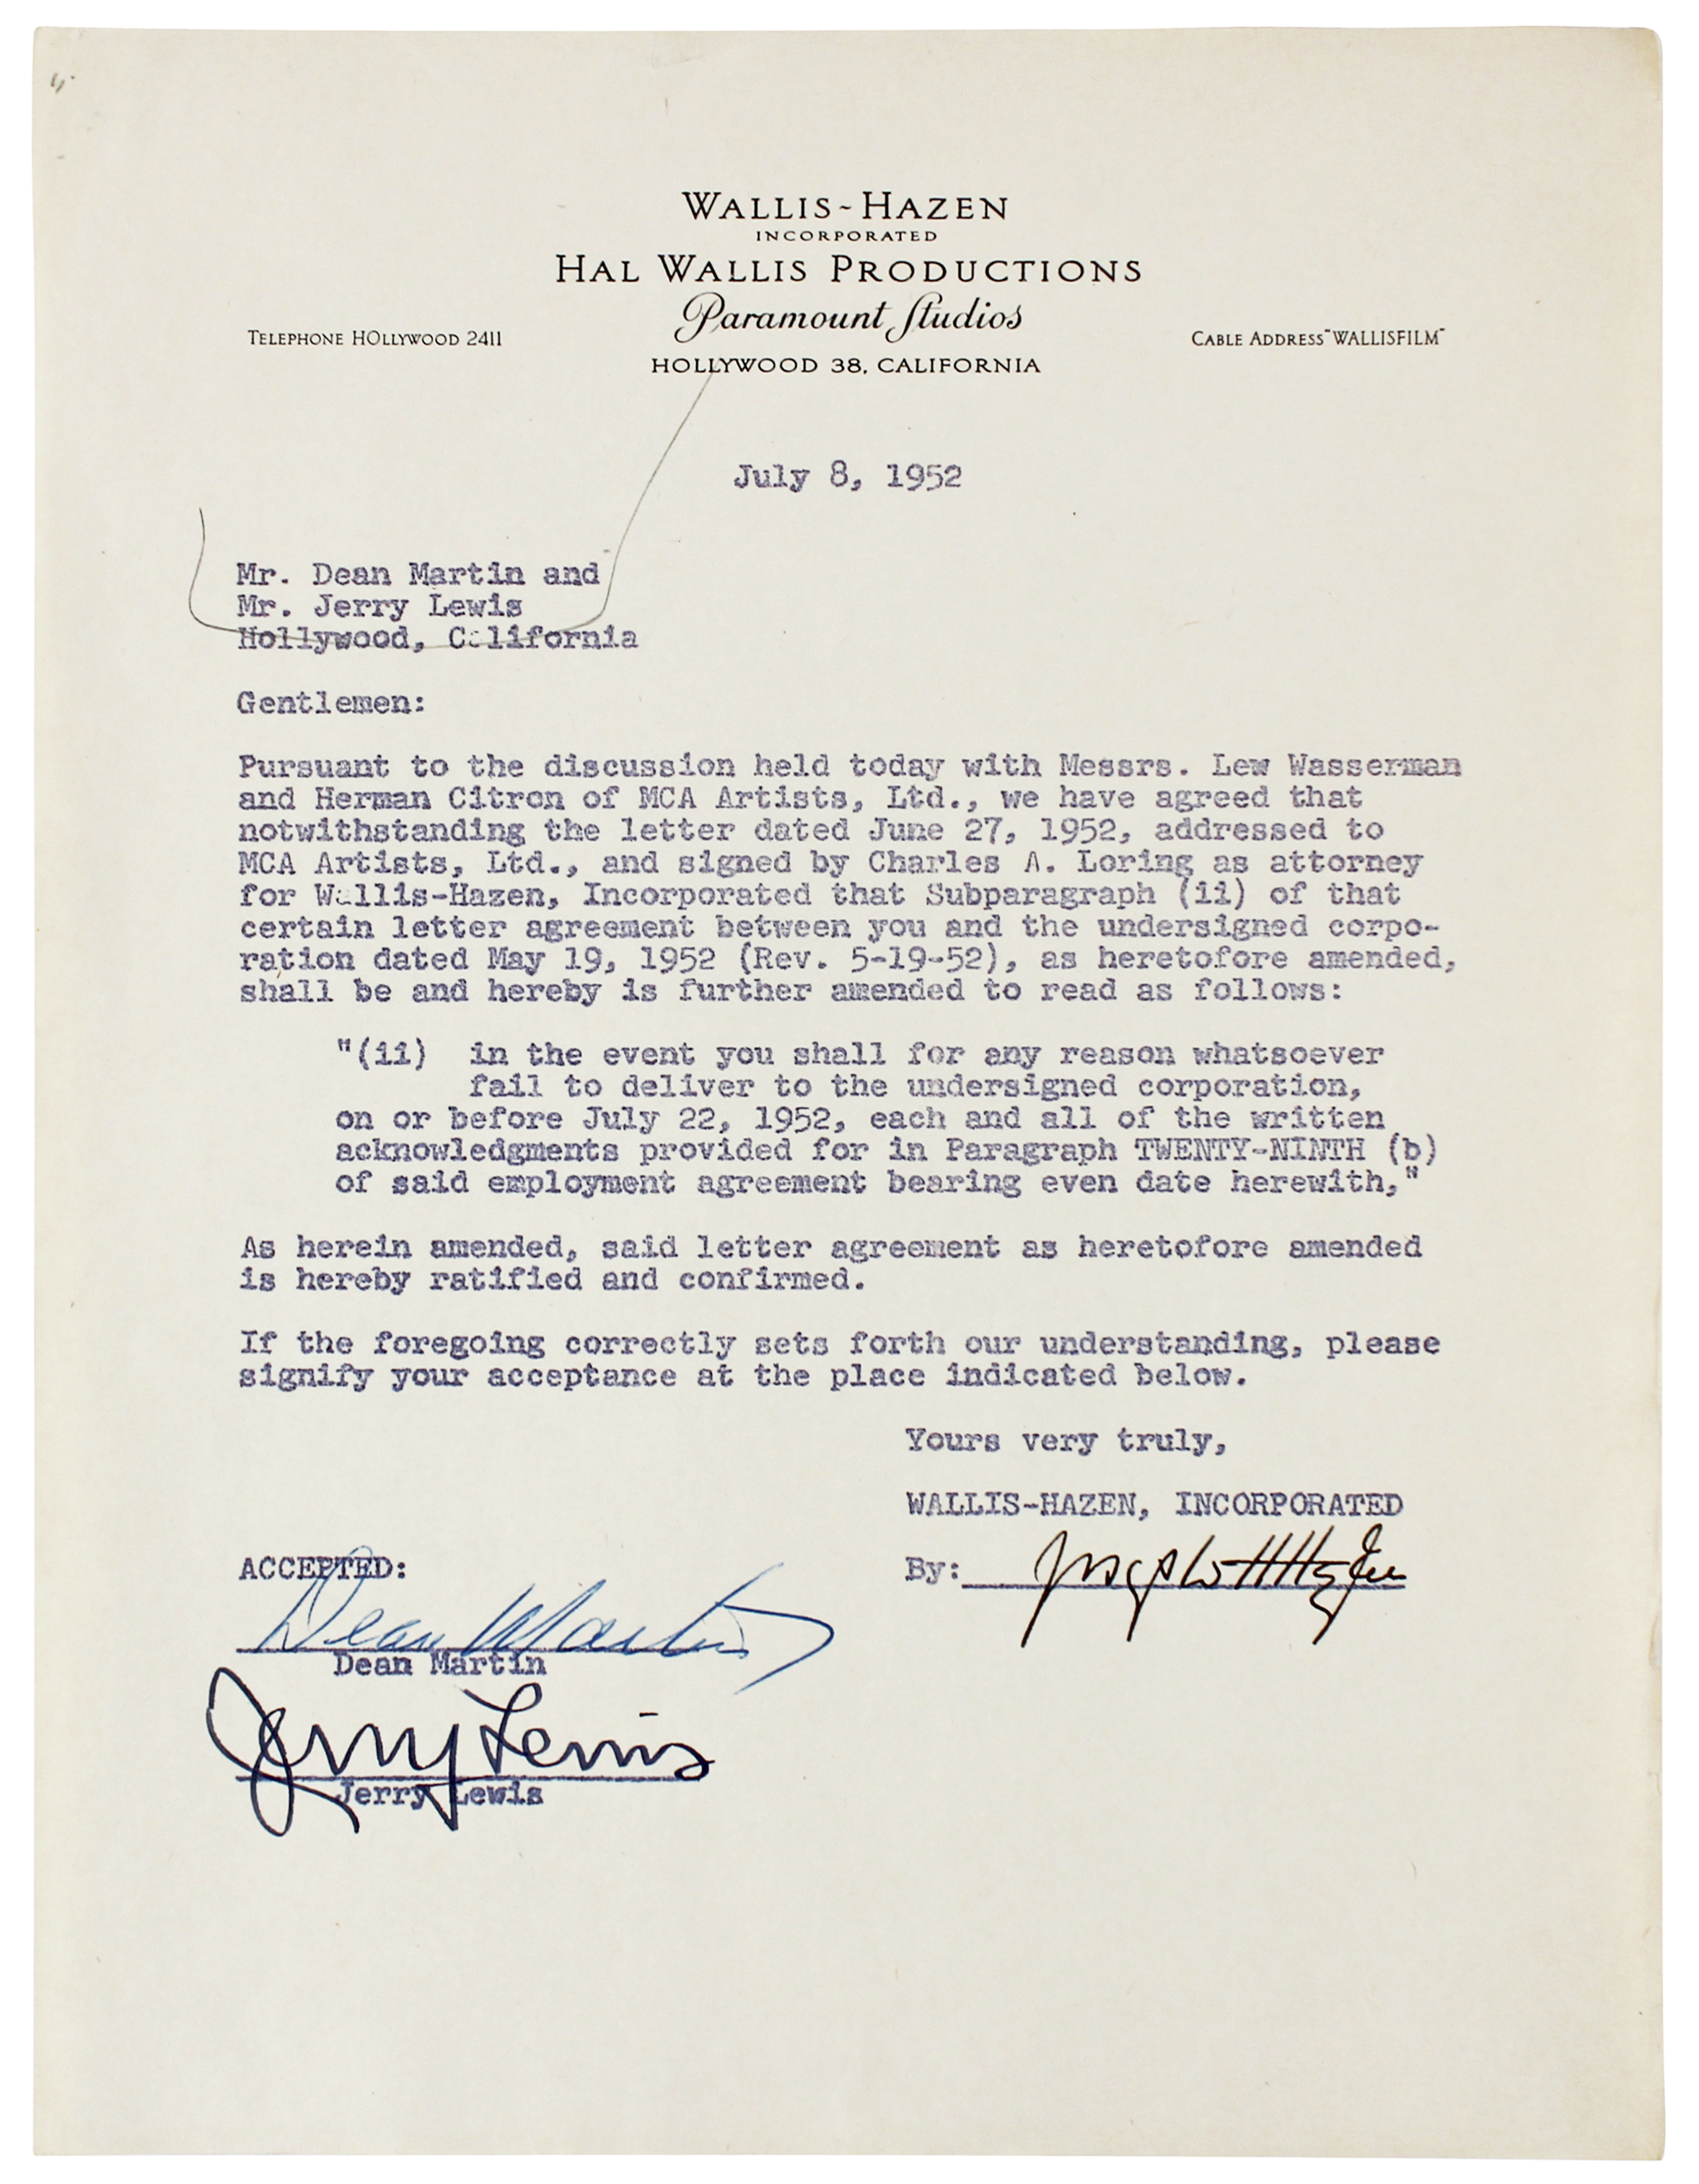 WALLIS~HAZEN
INCORPORATED
HAL WALLIS PRODUCTIONS
Paramount Studios
TELEPHONE HOLLYWOOD 2411
CABLE ADDRESS "WALLISFILM"
HOLLYWOOD 38, CALIFORNIA
July 8, 1952
Mr. Dean Martin and
Mr. Jerry Lewis
Hollywood, California
Gentlemen:
Pursuant to the discussion held today with Messrs. Lew Wasserman
and Herman Citron of MCA Artists, Ltd., we have agreed that
notwithstanding the letter dated June 27, 1952, addressed to
MCA Artists, Ltd., and signed by Charles A. Loring as attorney
for Wallis-Hazen, Incorporated that Subparagraph (ii) of that
certain letter agreement between you and the undersigned corpo-
ration dated May 19, 1952 (Rev. 5-19-52), as heretofore amended,
shall be and hereby is further amended to read as follows:
"(ii) in the event you shall for any reason whatsoever
fail to deliver to the undersigned corporation,
on or before July 22, 1952, each and all of the written
acknowledgments provided for in Paragraph TWENTY-NINTH (b)
of said employment agreement bearing even date herewith,"
As herein amended, said letter agreement as heretofore amended
is hereby ratified and confirmed.
If the foregoing correctly sets forth our understanding, please
signify your acceptance at the place indicated below.
Yours very truly,
WALLIS-HAZEN, INCORPORATED
ACCEPTED:
By:
Dean Martin
Dean Martin
Jerry Lewis
Jerry Lewis